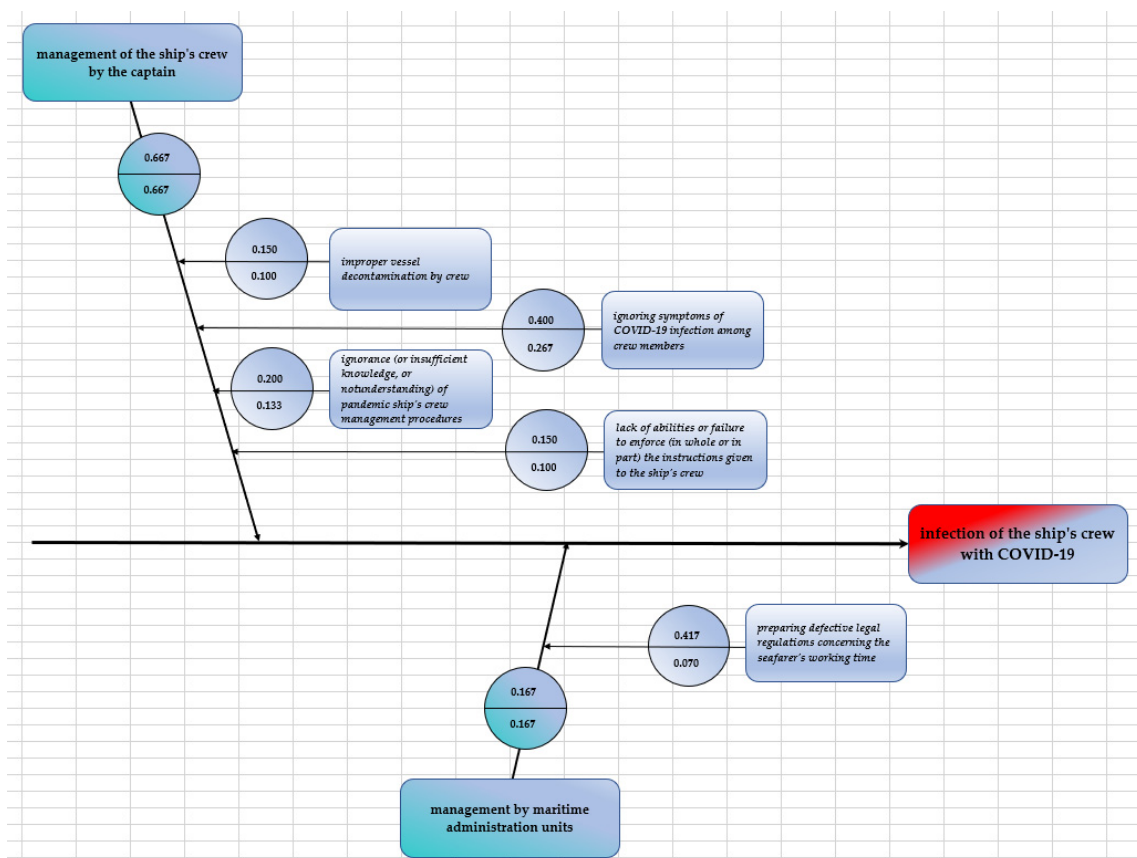 management of the ship's crew
by the captain
0.667
0.667
0.150
0.100
improper vessel
decontamination by crew
0.400
0.267
ignoring symptoms of
COVID-19 infection among
crew members
0.200
0.133
ignorance (or insufficient
knowledge, or
notunderstanding) of
pandemic ship's crew
management procedures
0.150
0.100
lack of abilities or failure
to enforce (in whole or in
part) the instructions given
to the ship's crew
infection of the ship's crew
with COVID-19
0.417
0.070
preparing defective legal
regulations concerning the
seafarer's working time
0.167
0.167
management by maritime
administration units